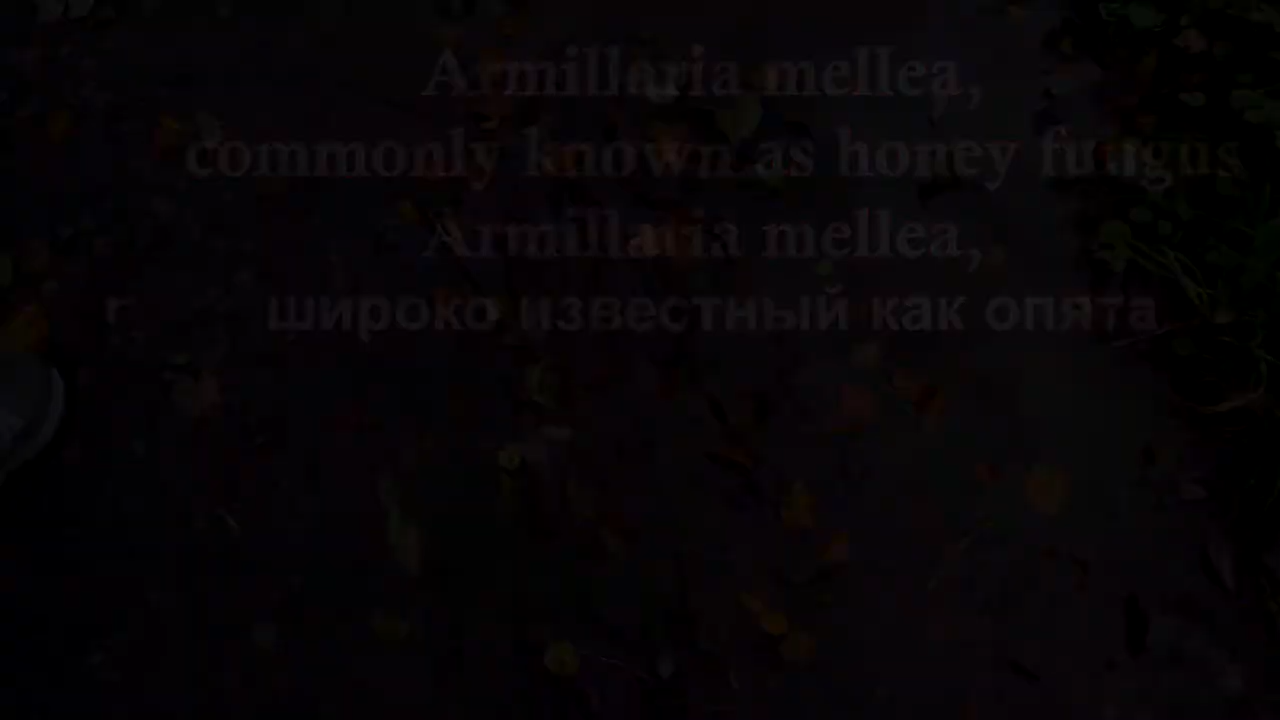 Armillaria mellea,
commonly known as honey fungus
Armillaria mellea,
широко известный как опята